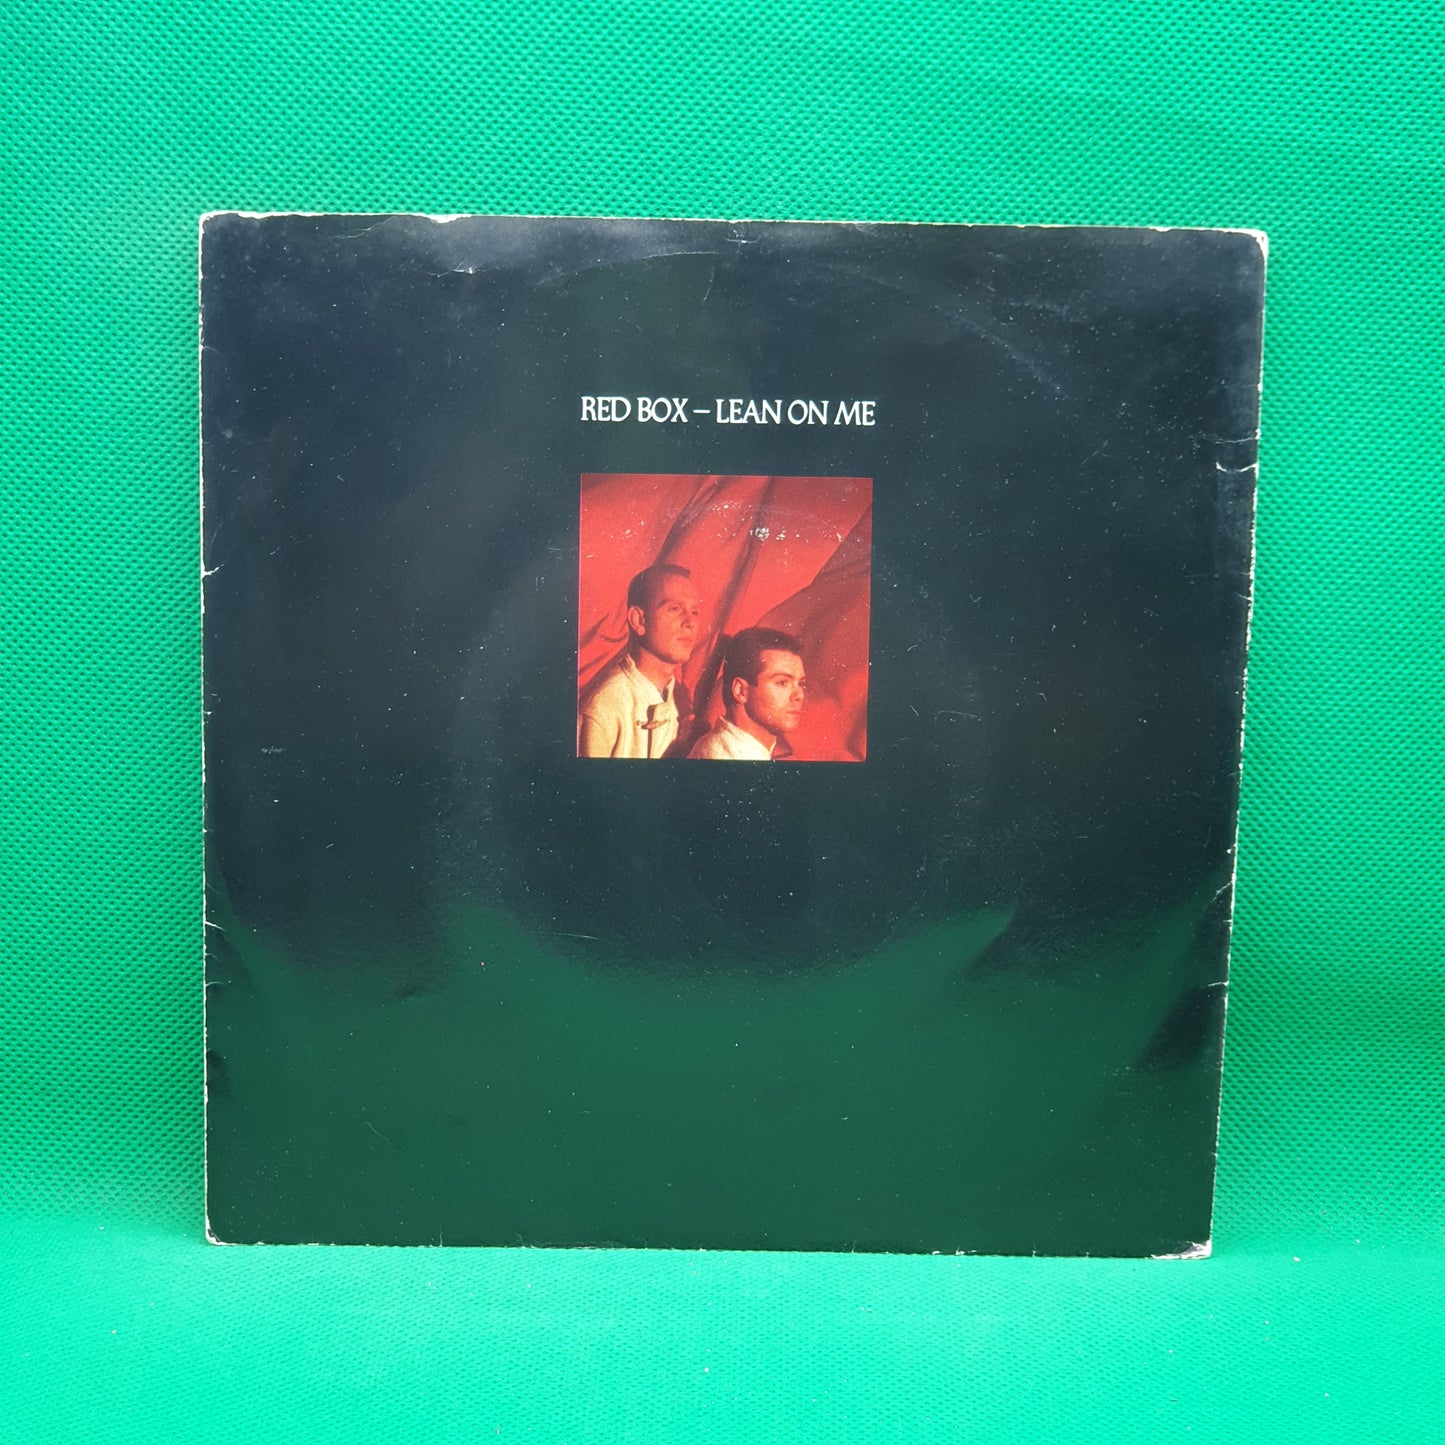 RED BOX – LEAN ON ME